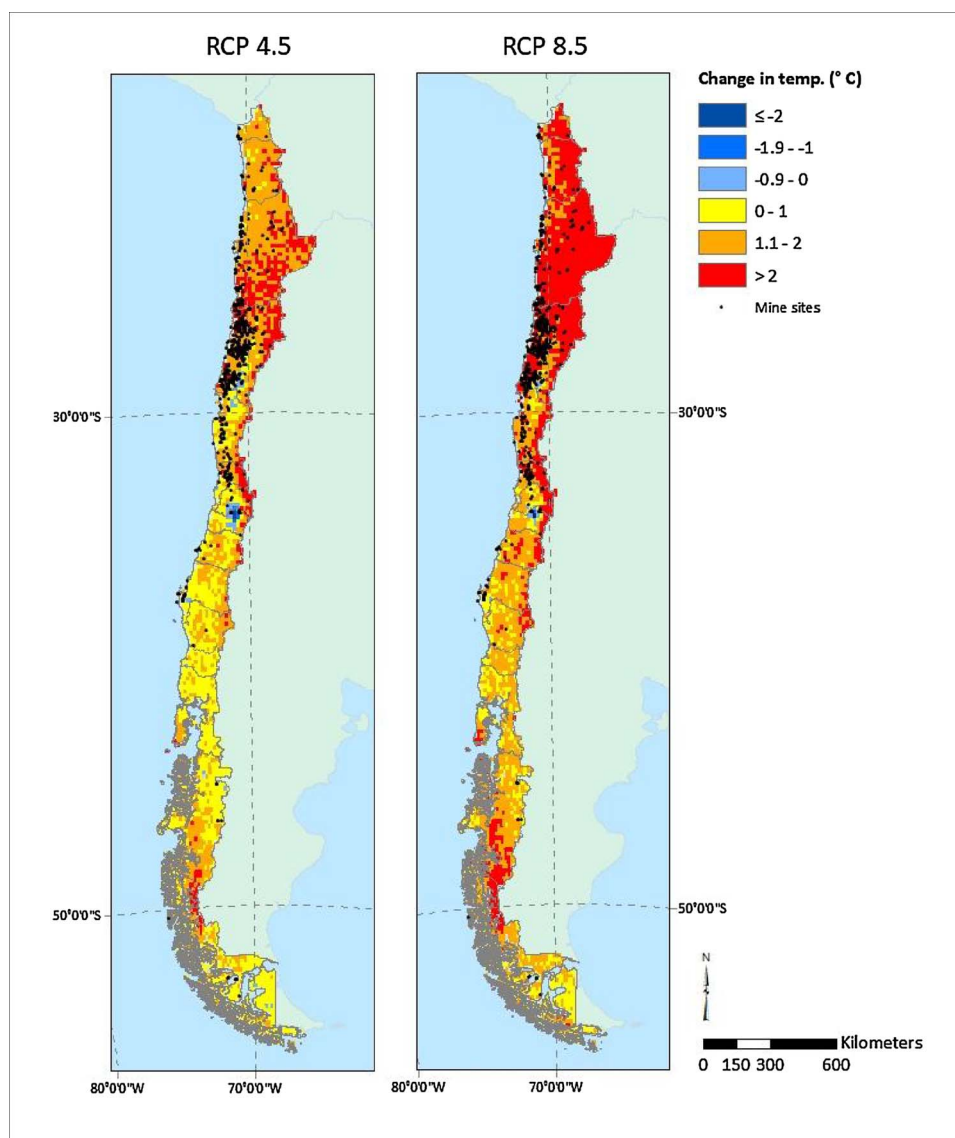 RCP 4.5
RCP 8.5
Change in temp. (° C)
≤ -2
-1.9 - -1
-0.9 - 0
0 - 1
1.1 - 2
> 2
Mine sites
30°0'0"S
30°0'0"S
50°0'0"S
50°0'0"S
N
Kilometers
0 150 300 600
80°0'0"W
70°0'0"W
80°0'0"W
70°0'0"W